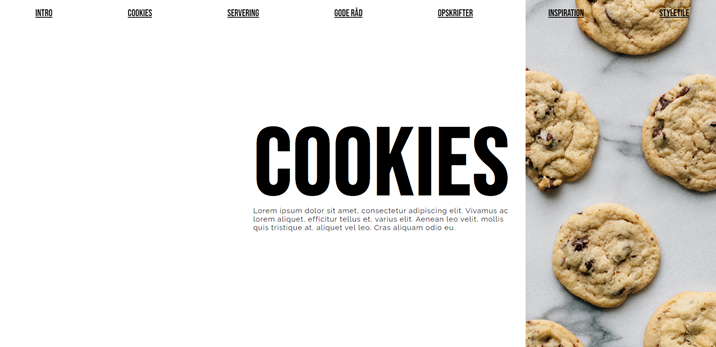 INTRO COOKIES SERVERING GODE RÅD OPSKRIFTER INSPIRATION STYLETILE
COOKIES
Lorem ipsum dolor sit amet, consectetur adipiscing elit. Vivamus ac
lorem aliquet, efficitur tellus et, varius elit. Aenean leo velit, mollis
quis tristique at, aliquet vel leo. Cras aliquam odio eu.